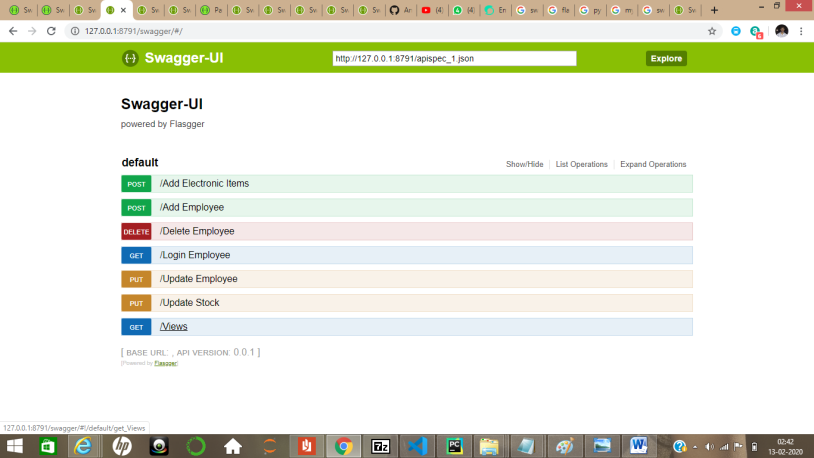 Sw
Sw
Sw
Sw
Sw
Pa
Sw
Sw
Sw
Sw
Sw
Ar
(4)
(4)
En
sw
fle
py
m
sw
Sw
127.0.0.1:8791/swagger/#/
6
Swagger-UI
http://127.0.0.1:8791/apispec_1.json
Explore
Swagger-UI
powered by Flasgger
default
Show/Hide
List Operations
Expand Operations
POST /Add Electronic Items
POST /Add Employee
DELETE /Delete Employee
GET /Login Employee
PUT /Update Employee
PUT /Update Stock
GET /Views
[ BASE URL: , API VERSION: 0.0.1 ]
[Powered by Flasgger]
127.0.0.1:8791/swagger/#!/default/get_Views
02:42
13-02-2020